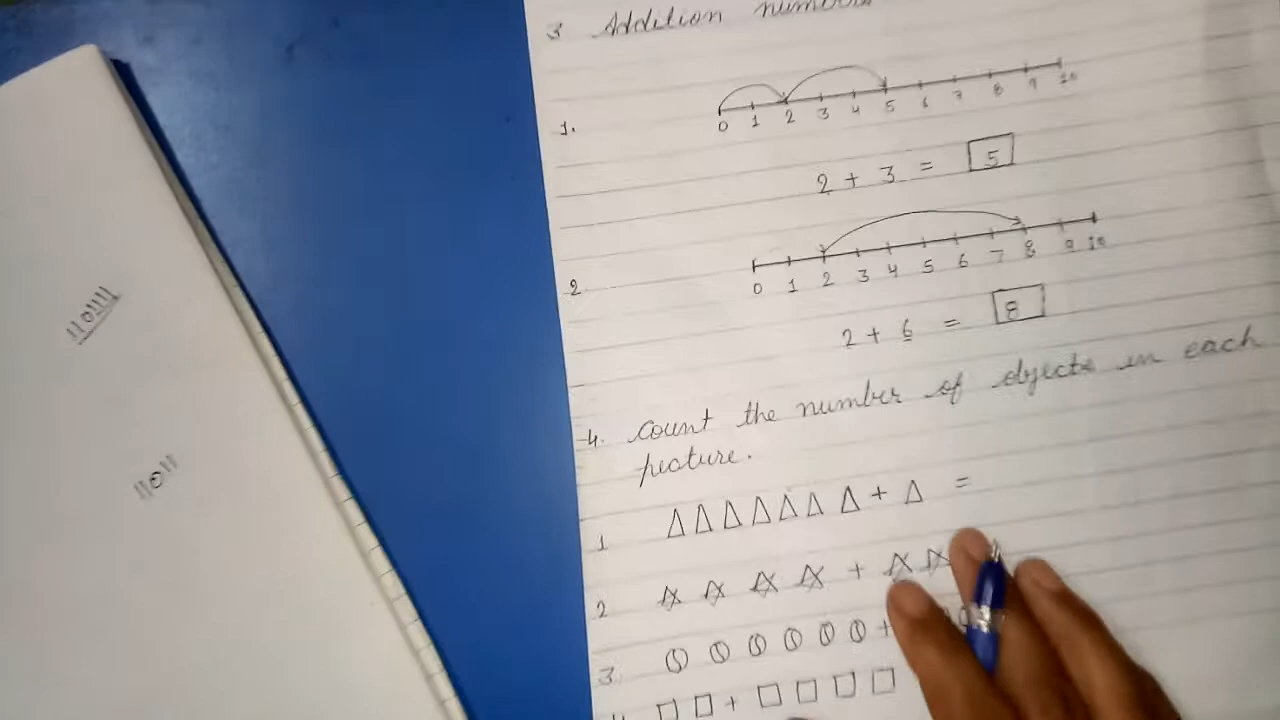 3 Addition number
0 1 2 3 4 5 6 7 8 9 10
1.
2 + 3 = 5
0 1 2 3 4 5 6 7 8 9 10
2
2 + 6 = 8
4. Count the number of objects in each
picture.
1 △ △ △ △ △ △ △ + △ =
2 ☆ ☆ ☆ ☆ + ☆ ☆
3.
□ □ + □ □ □ □